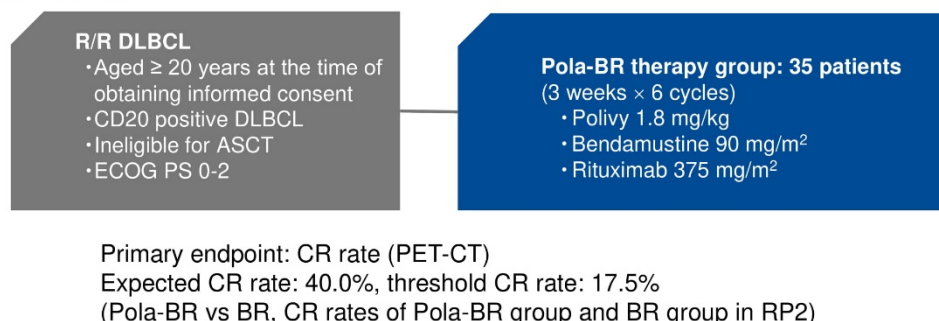 R/R DLBCL
・Aged ≥ 20 years at the time of
obtaining informed consent
・CD20 positive DLBCL
・Ineligible for ASCT
・ECOG PS 0-2
Pola-BR therapy group: 35 patients
(3 weeks × 6 cycles)
・Polivy 1.8 mg/kg
・Bendamustine 90 mg/m²
・Rituximab 375 mg/m²
Primary endpoint: CR rate (PET-CT)
Expected CR rate: 40.0%, threshold CR rate: 17.5%
(Pola-BR vs BR, CR rates of Pola-BR group and BR group in RP2)